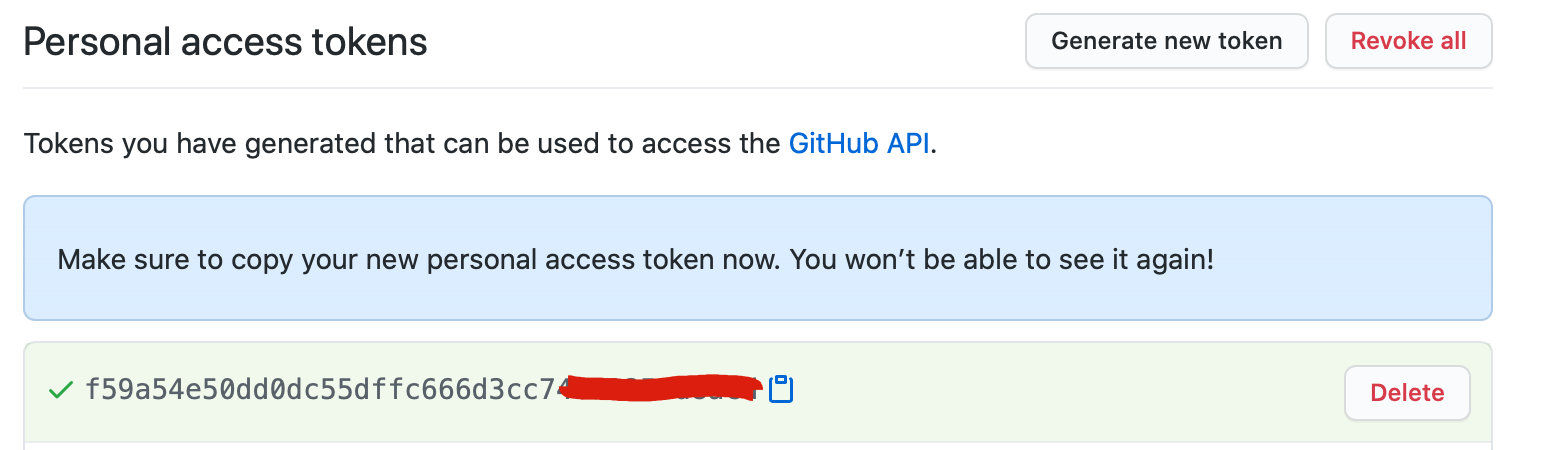 Personal access tokens
Generate new token
Revoke all
Tokens you have generated that can be used to access the GitHub API.
Make sure to copy your new personal access token now. You won’t be able to see it again!
f59a54e50dd0dc55dffc666d3cc7
Delete